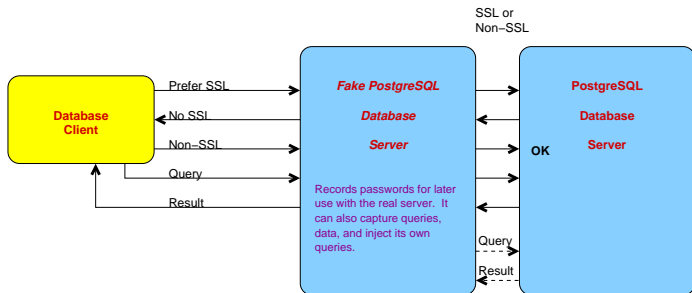 SSL or
Non−SSL
Prefer SSL
No SSL
Non−SSL
Query
Result
Database
Client
Fake PostgreSQL
Database
Server
Records passwords for later
use with the real server. It
can also capture queries,
data, and inject its own
queries.
PostgreSQL
Database
Server
OK
Query
Result